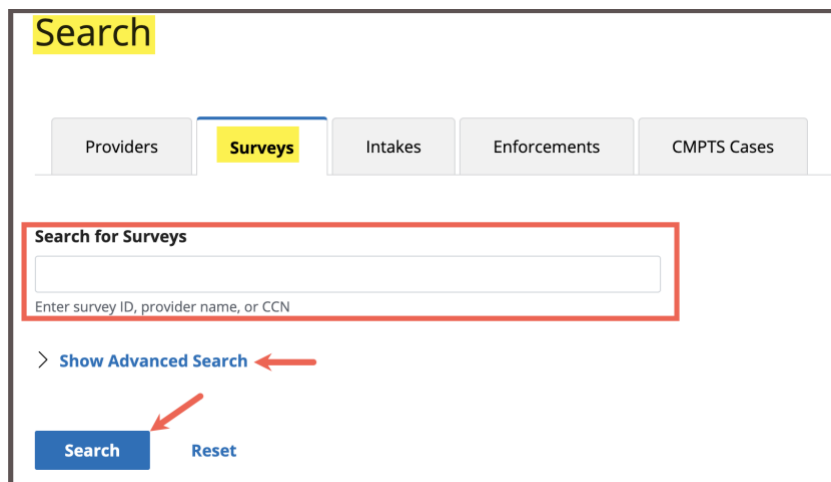 Search
Providers Surveys Intakes Enforcements CMPTS Cases
Search for Surveys
Enter survey ID, provider name, or CCN
Show Advanced Search
Search Reset